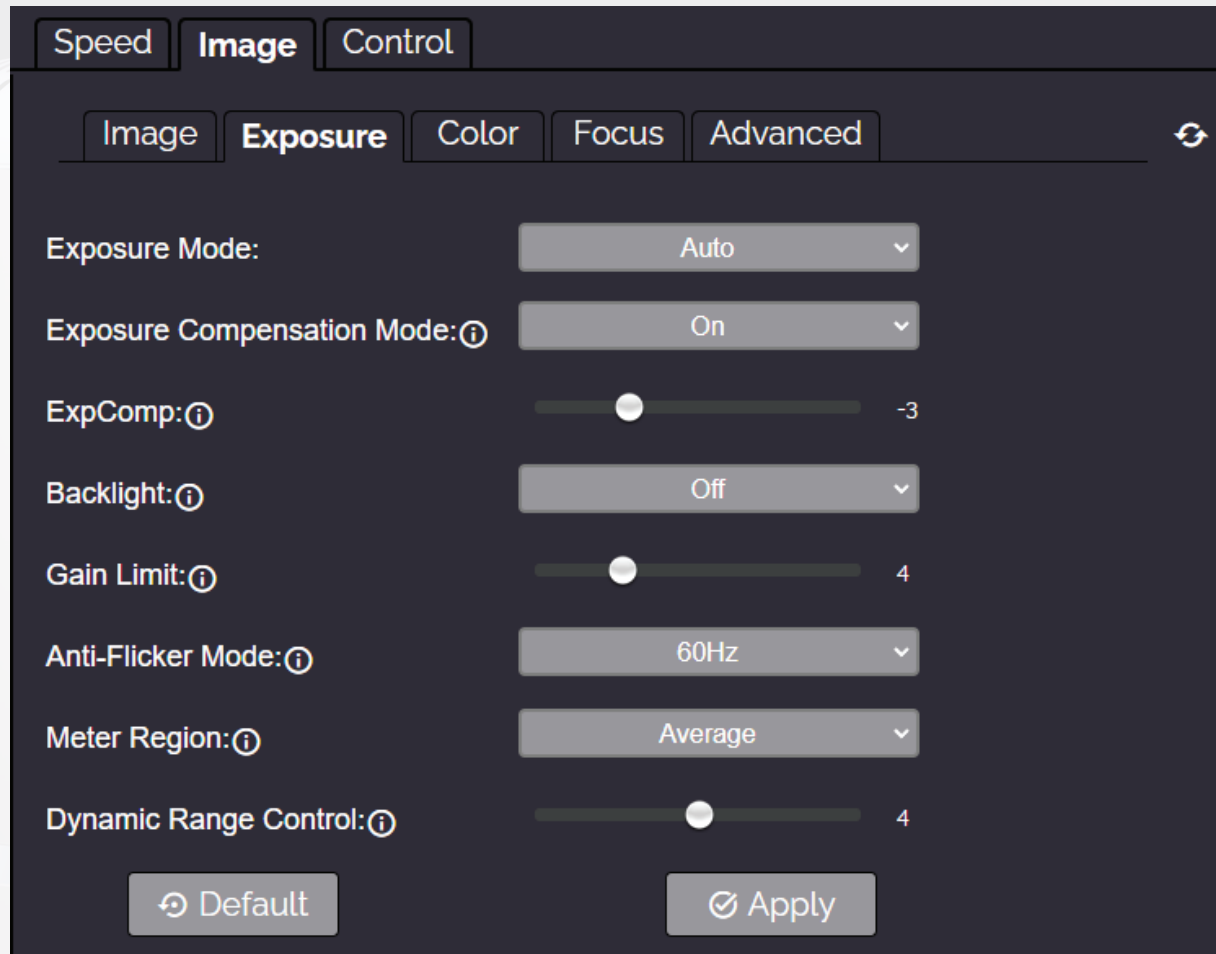 Speed Image Control
Image Exposure Color Focus Advanced
Exposure Mode: Auto
Exposure Compensation Mode: On
ExpComp: -3
Backlight: Off
Gain Limit: 4
Anti-Flicker Mode: 60Hz
Meter Region: Average
Dynamic Range Control: 4
Default Apply